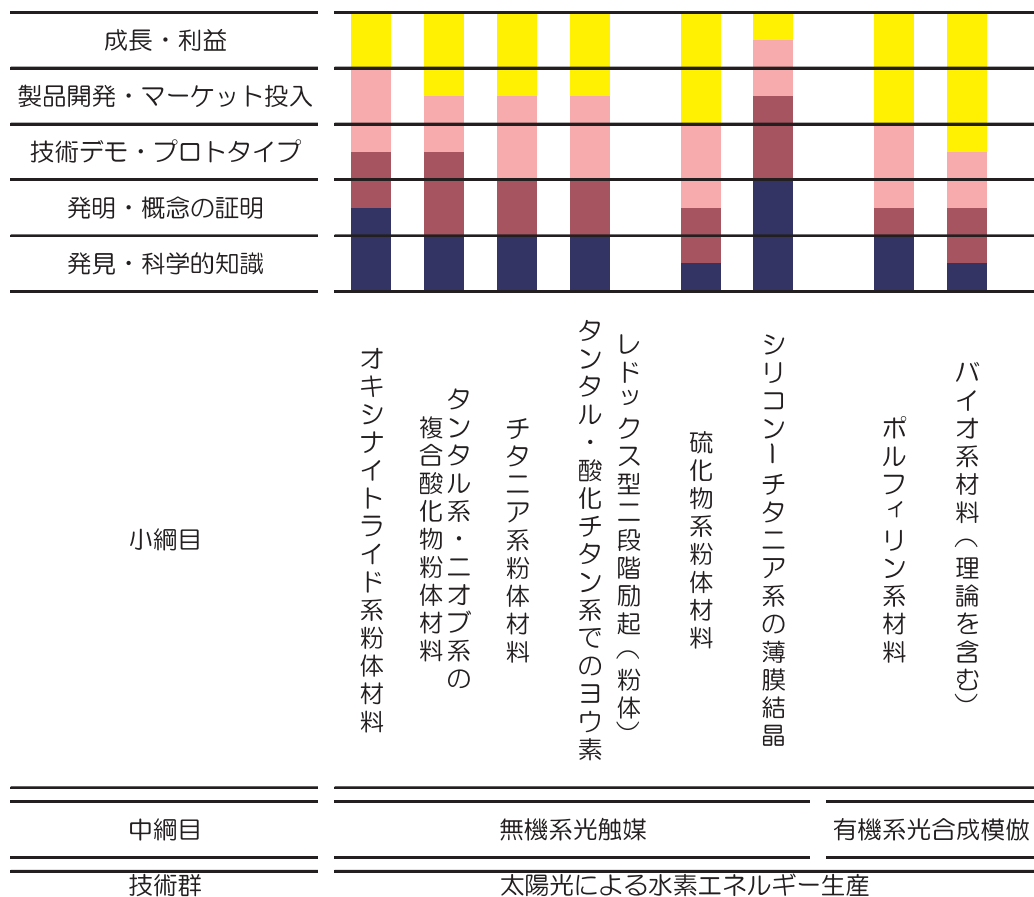 成長・利益
製品開発・マーケット投入
技術デモ・プロトタイプ
発明・概念の証明
発見・科学的知識
小綱目
オキシナイトライド系粉体材料
タンタル系・ニオブ系の
複合酸化物粉体材料
チタニア系粉体材料
レドックス型二段階励起（粉体）
タンタル・酸化チタン系でのヨウ素
硫化物系粉体材料
シリコンーチタニア系の薄膜結晶
ポルフィリン系材料
バイオ系材料（理論を含む）
中綱目
無機系光触媒
有機系光合成模倣
技術群
太陽光による水素エネルギー生産